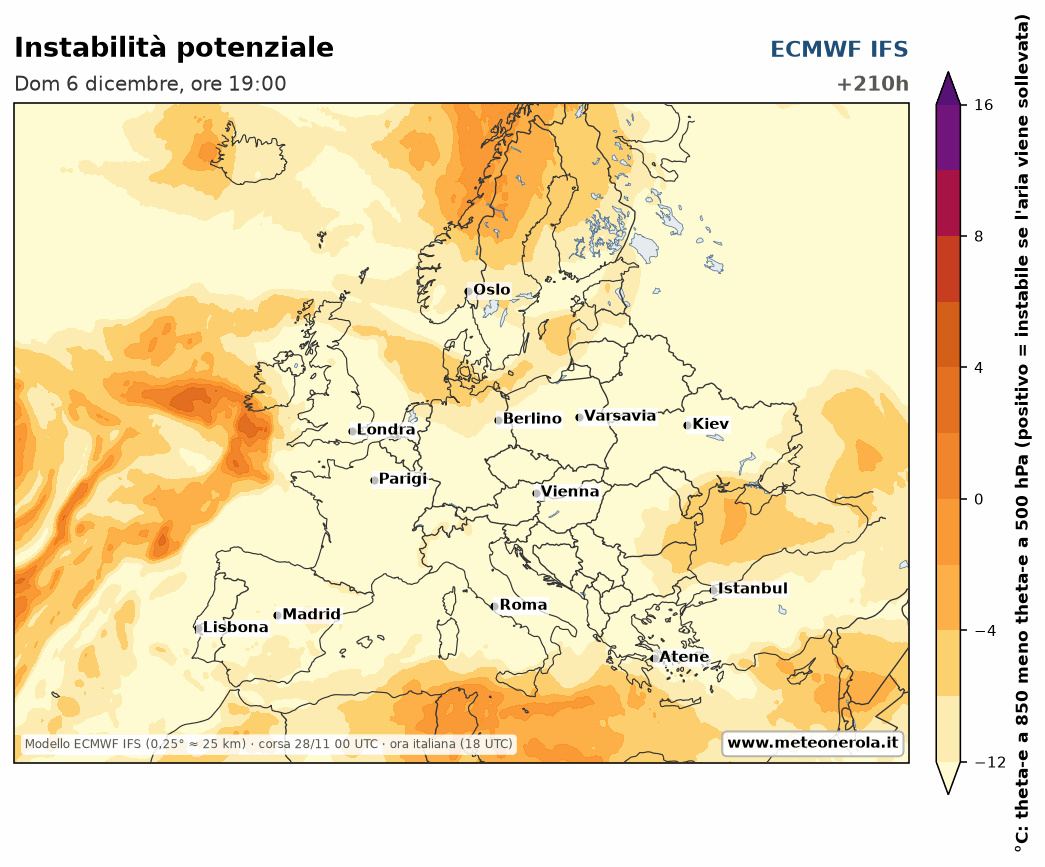 Instabilità potenziale
ECMWF IFS
Dom 6 dicembre, ore 19:00
+210h
Oslo
Berlino
Varsavia
Londra
Kiev
Parigi
Vienna
Istanbul
Roma
Madrid
Lisbona
Atene
Modello ECMWF IFS (0,25° ≈ 25 km) · corsa 28/11 00 UTC · ora italiana (18 UTC)
www.meteonerola.it
16
8
4
0
−4
−12
°C: theta-e a 850 meno theta-e a 500 hPa (positivo = instabile se l'aria viene sollevata)